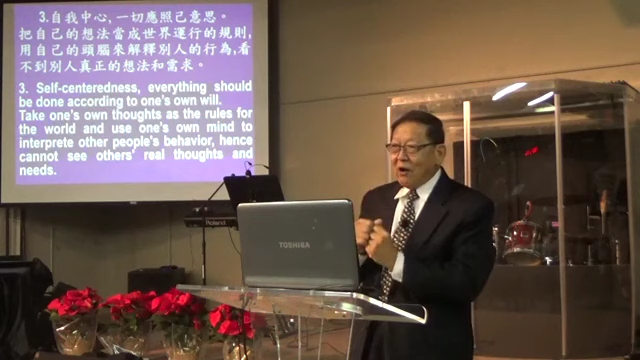 3.自我中心,一切應照己意思。
把自己的想法當成世界運行的規則,
用自己的頭腦來解釋別人的行為,看
不到別人真正的想法和需求。
3. Self-centeredness, everything should
be done according to one's own will.
Take one's own thoughts as the rules for
the world and use one's own mind to
interpret other people's behavior, hence
cannot see others' real thoughts and
needs.
Roland
TOSHIBA